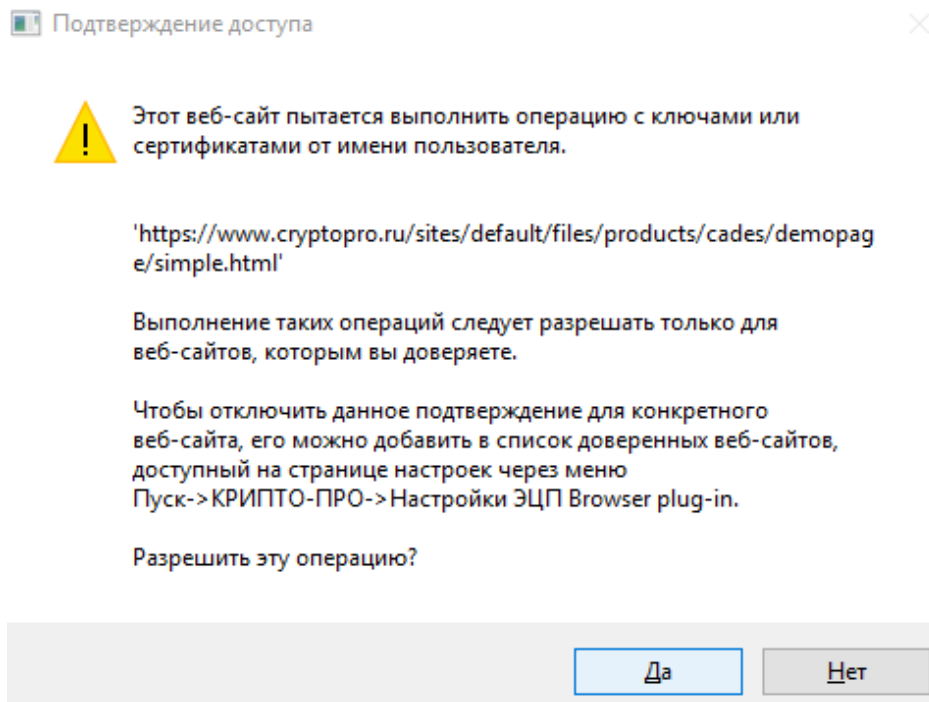 Подтверждение доступа
Этот веб-сайт пытается выполнить операцию с ключами или
сертификатами от имени пользователя.
'https://www.cryptopro.ru/sites/default/files/products/cades/demopag
e/simple.html'
Выполнение таких операций следует разрешать только для
веб-сайтов, которым вы доверяете.
Чтобы отключить данное подтверждение для конкретного
веб-сайта, его можно добавить в список доверенных веб-сайтов,
доступный на странице настроек через меню
Пуск->КРИПТО-ПРО->Настройки ЭЦП Browser plug-in.
Разрешить эту операцию?
Да
Нет